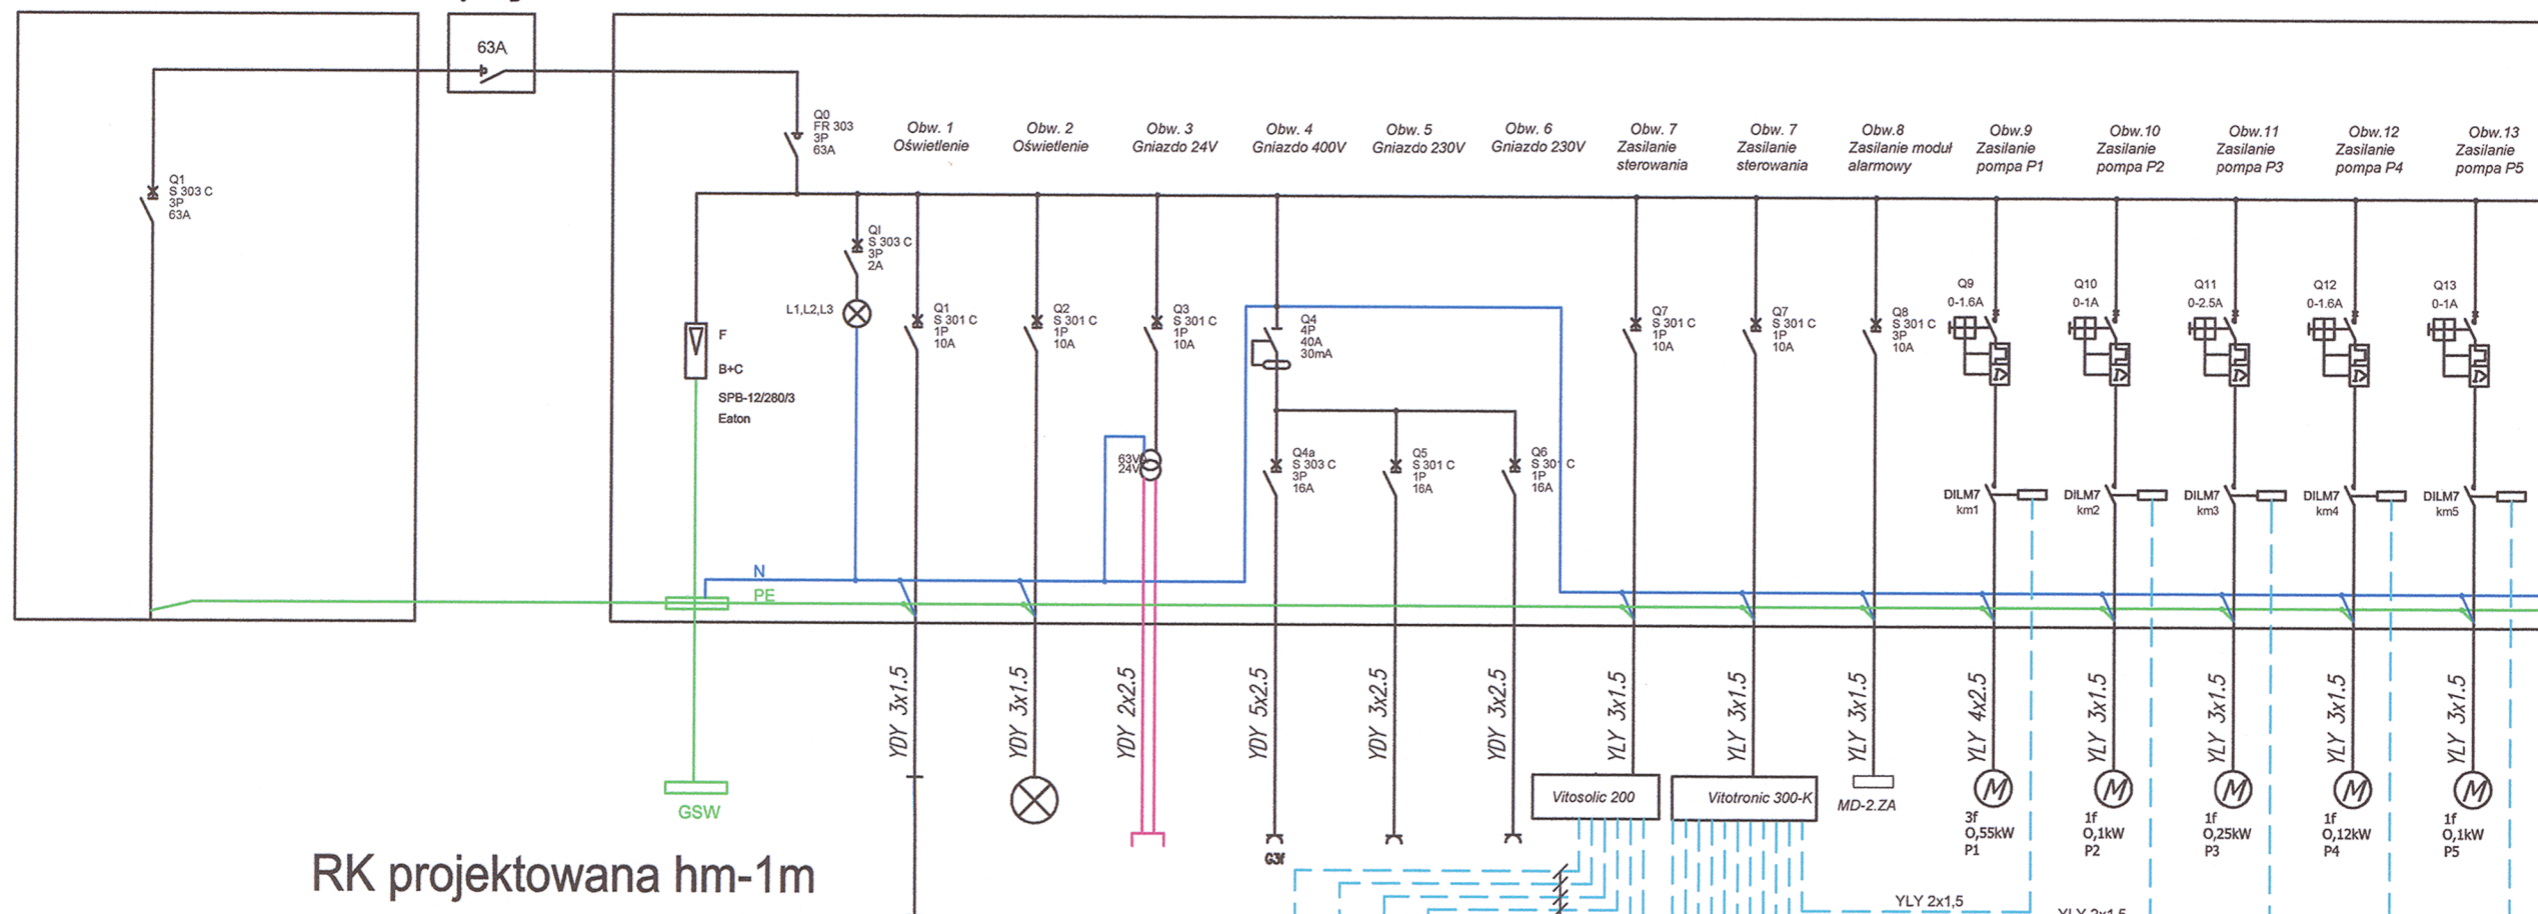 63A
Q1
S 303 C
3P
63A
Q0
FR 303
3P
63A
Obw. 1
Oświetlenie
Obw. 2
Oświetlenie
Obw. 3
Gniazdo 24V
Obw. 4
Gniazdo 400V
Obw. 5
Gniazdo 230V
Obw. 6
Gniazdo 230V
Obw. 7
Zasilanie
sterowania
Obw. 7
Zasilanie
sterowania
Obw.8
Zasilanie moduł
alarmowy
Obw.9
Zasilanie
pompa P1
Obw.10
Zasilanie
pompa P2
Obw.11
Zasilanie
pompa P3
Obw.12
Zasilanie
pompa P4
Obw.13
Zasilanie
pompa P5
QI
S 303 C
3P
2A
L1,L2,L3
F
B+C
SPB-12/280/3
Eaton
Q1
S 301 C
1P
10A
Q2
S 301 C
1P
10A
Q3
S 301 C
1P
10A
63V
24V
Q4
4P
40A
30mA
Q4a
S 303 C
3P
16A
Q5
S 301 C
1P
16A
Q6
S 301 C
1P
16A
Q7
S 301 C
1P
10A
Q7
S 301 C
1P
10A
Q8
S 301 C
3P
10A
Q9
0-1.6A
Q10
0-1A
Q11
0-2.5A
Q12
0-1.6A
Q13
0-1A
DILM7
km1
DILM7
km2
DILM7
km3
DILM7
km4
DILM7
km5
N
PE
YDY 3x1.5
YDY 3x1.5
YDY 2x2.5
YDY 5x2.5
YDY 3x2.5
YDY 3x2.5
YLY 3x1.5
YLY 3x1.5
YLY 3x1.5
YLY 4x2.5
YLY 3x1.5
YLY 3x1.5
YLY 3x1.5
YLY 3x1.5
GSW
G3f
Vitosolic 200
Vitotronic 300-K
MD-2.ZA
M
3f
0,55kW
P1
M
1f
0,1kW
P2
M
1f
0,25kW
P3
M
1f
0,12kW
P4
M
1f
0,1kW
P5
RK projektowana hm-1m
YLY 2x1,5